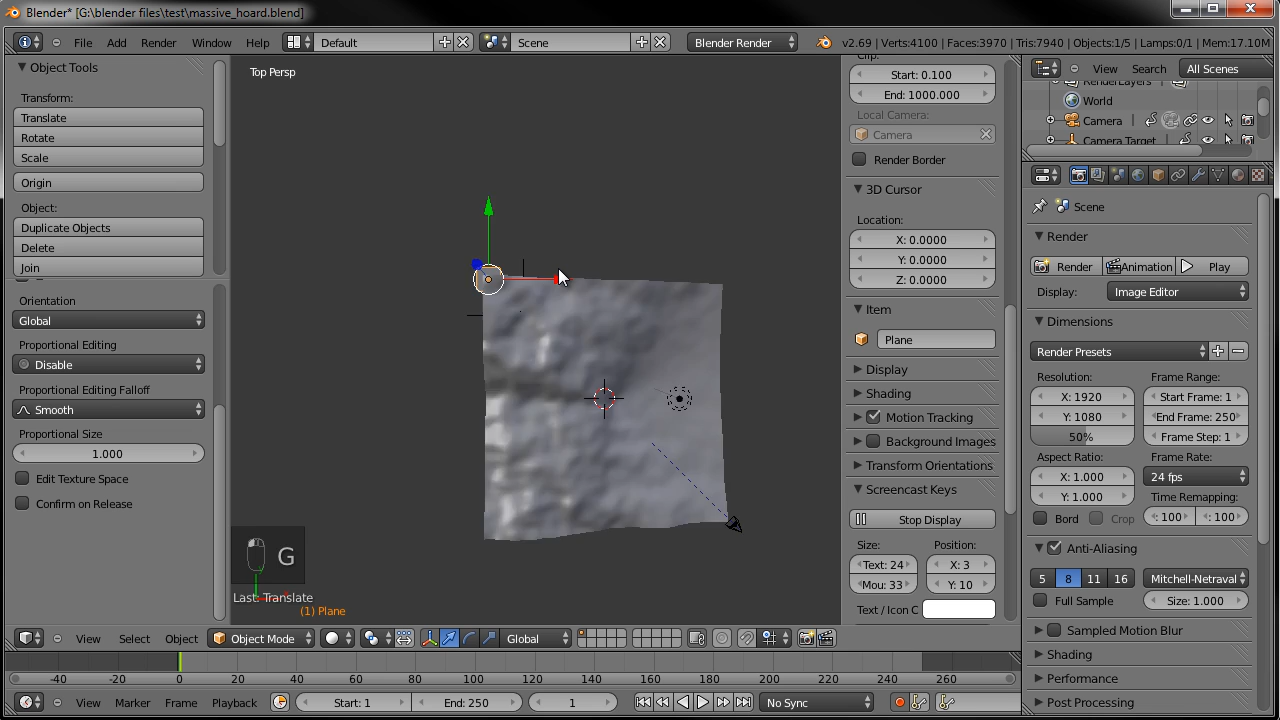 Blender* [G:\blender files\test\massive_hoard.blend]
File Add Render Window Help Default Scene Blender Render v2.69 | Verts:4100 | Faces:3970 | Tris:7940 | Objects:1/5 | Lamps:0/1 | Mem:17.10M
Object Tools
Transform:
Translate
Rotate
Scale
Origin
Object:
Duplicate Objects
Delete
Join
Orientation
Global
Proportional Editing
Disable
Proportional Editing Falloff
Smooth
Proportional Size
1.000
Edit Texture Space
Confirm on Release
Top Persp
G
Last: Translate
(1) Plane
Clip:
Start: 0.100
End: 1000.000
Local Camera:
Camera
Render Border
3D Cursor
Location:
X: 0.0000
Y: 0.0000
Z: 0.0000
Item
Plane
Display
Shading
Motion Tracking
Background Images
Transform Orientations
Screencast Keys
Stop Display
Size: Position:
Text: 24 X: 3
Mou: 33 Y: 10
Text / Icon C
View Search All Scenes
RenderLayers
World
Camera
Camera Target
Scene
Render
Render Animation Play
Display: Image Editor
Dimensions
Render Presets
Resolution: Frame Range:
X: 1920 Start Frame: 1
Y: 1080 End Frame: 250
50% Frame Step: 1
Aspect Ratio: Frame Rate:
X: 1.000 24 fps
Y: 1.000 Time Remapping:
Bord Crop : 100 : 100
Anti-Aliasing
5 8 11 16 Mitchell-Netraval
Full Sample Size: 1.000
Sampled Motion Blur
Shading
Performance
Post Processing
View Select Object Object Mode Global
-40 -20 0 20 40 60 80 100 120 140 160 180 200 220 240 260
View Marker Frame Playback Start: 1 End: 250 1 No Sync